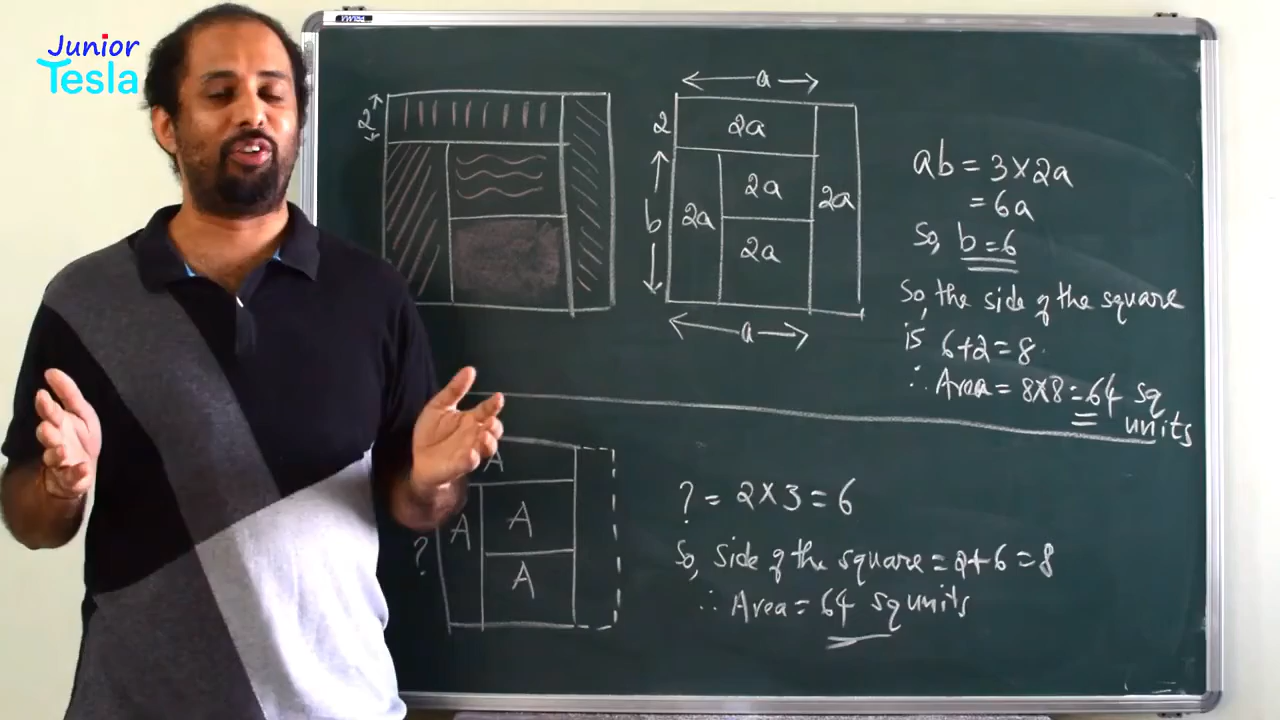 Junior
Tesla
VWIRA
2
a
2
2a
b
2a
2a
2a
2a
a
ab = 3×2a
= 6a
So, b = 6
So, the side of the square
is 6+2 = 8.
∴ Area = 8×8 = 64 sq
units
A
A
A
A
?
? = 2×3 = 6
So, side of the square = 2+6 = 8
∴ Area = 64 sq units